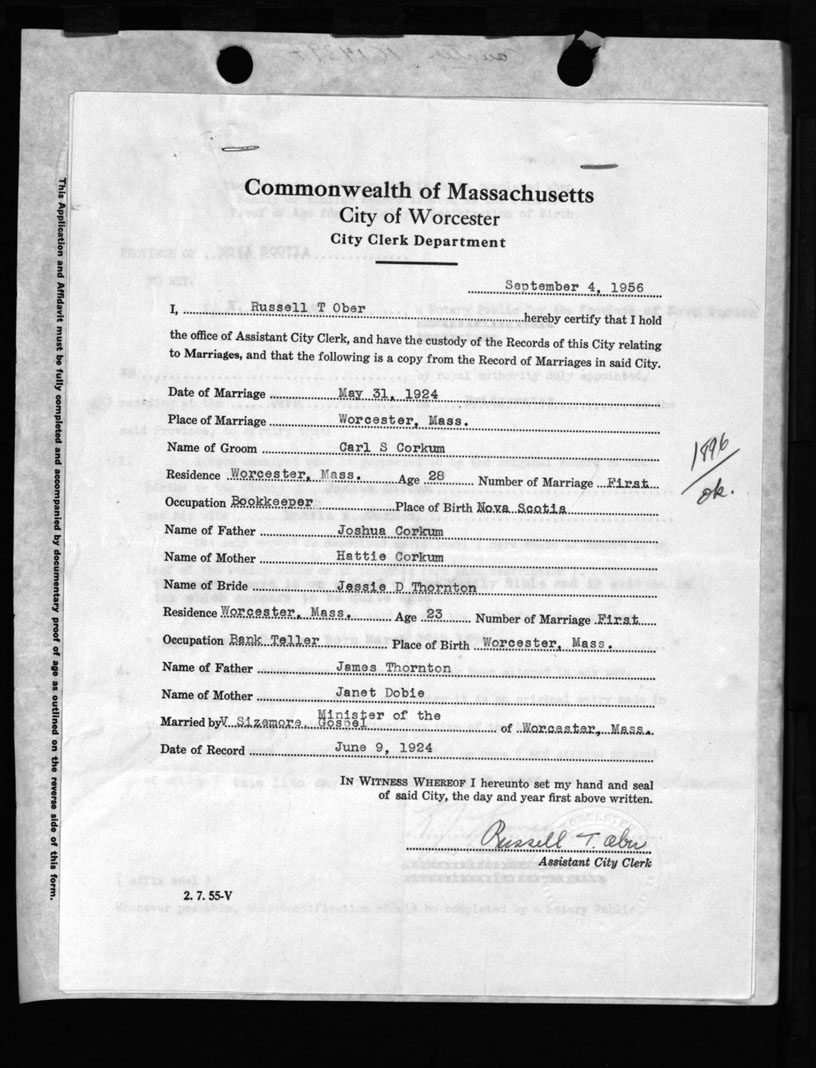 Commonwealth of Massachusetts
City of Worcester
City Clerk Department
September 4, 1956
I, Russell T Ober hereby certify that I hold
the office of Assistant City Clerk, and have the custody of the Records of this City relating
to Marriages, and that the following is a copy from the Record of Marriages in said City.
Date of Marriage May 31, 1924
Place of Marriage Worcester, Mass.
Name of Groom Carl S Corkum
Residence Worcester, Mass. Age 28 Number of Marriage First
Occupation Bookkeeper Place of Birth Nova Scotia
Name of Father Joshua Corkum
Name of Mother Hattie Corkum
Name of Bride Jessie D Thornton
Residence Worcester, Mass. Age 23 Number of Marriage First
Occupation Bank Teller Place of Birth Worcester, Mass.
Name of Father James Thornton
Name of Mother Janet Dobie
Married by V Sizemore, Minister of the Gospel of Worcester, Mass.
Date of Record June 9, 1924
IN WITNESS WHEREOF I hereunto set my hand and seal
of said City, the day and year first above written.
Russell T. Ober
Assistant City Clerk
2. 7. 55-V
1896
ok.
This Application and Affidavit must be fully completed and accompanied by documentary proof of age as outlined on the reverse side of this form.